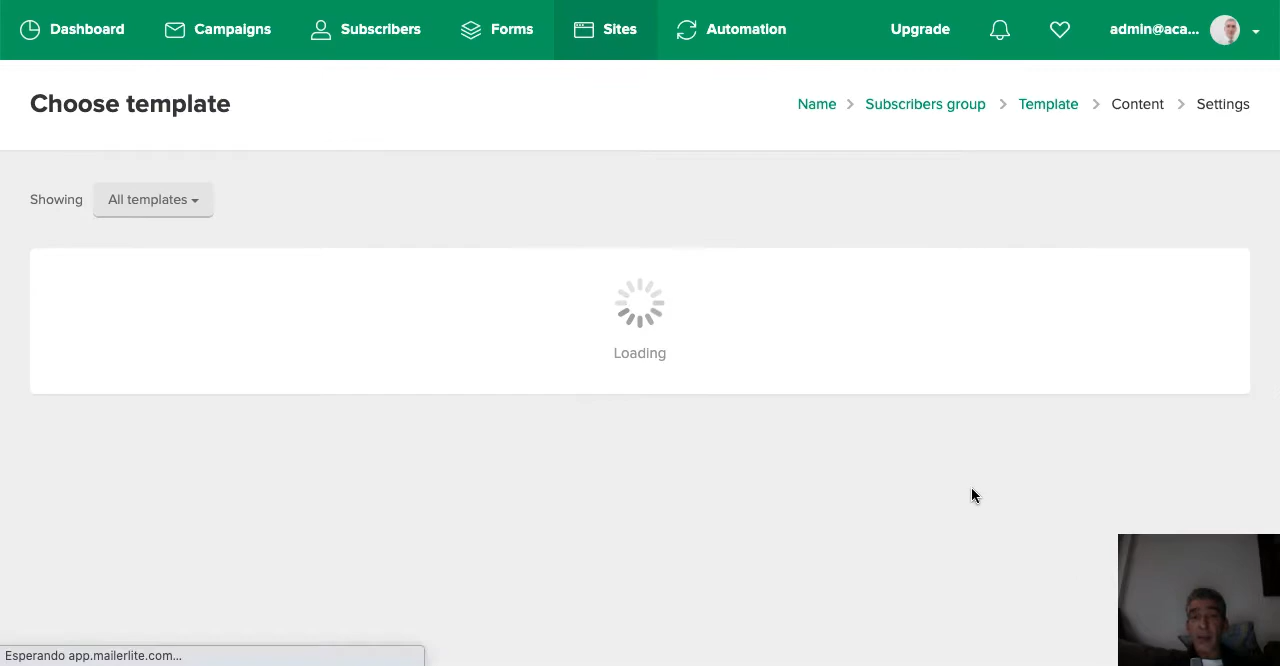 Dashboard Campaigns Subscribers Forms Sites Automation Upgrade admin@aca...
Choose template
Name Subscribers group Template Content Settings
Showing All templates
Loading
Esperando app.mailerlite.com...